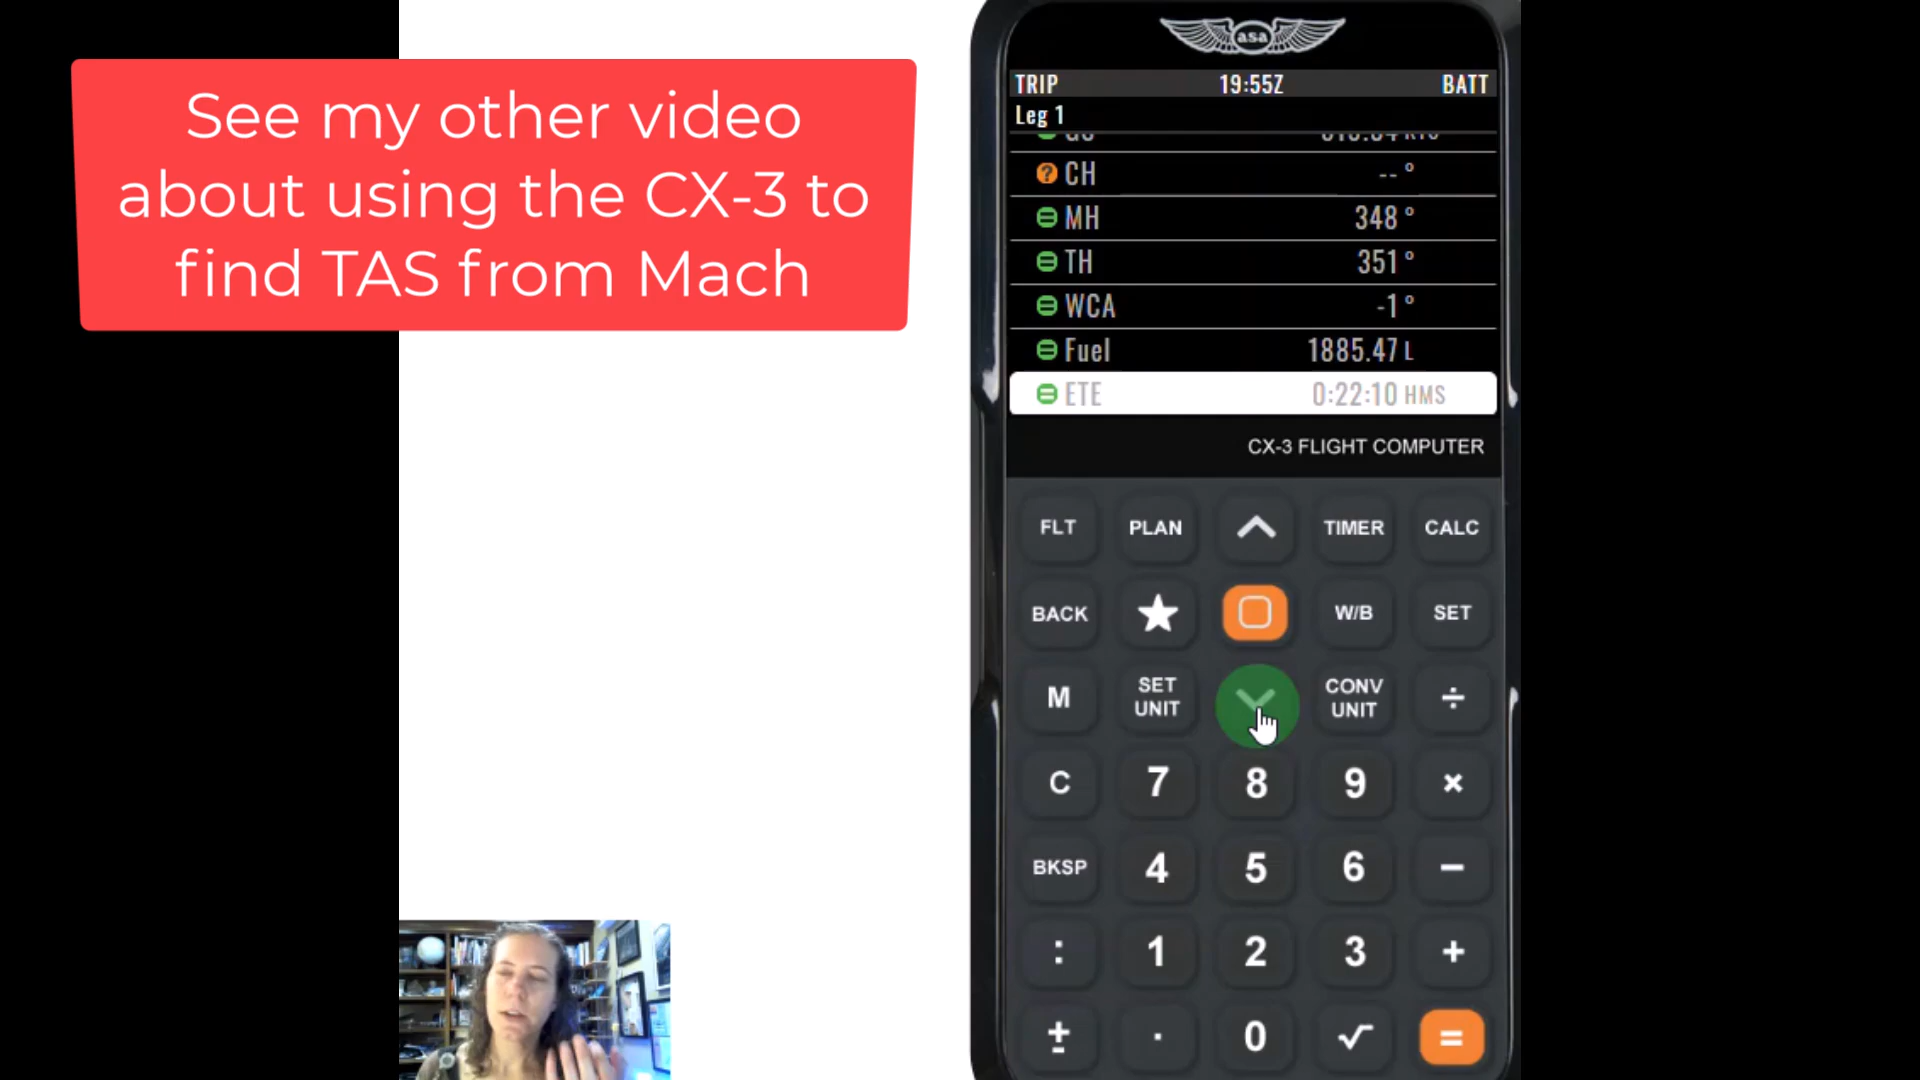 See my other video
about using the CX-3 to
find TAS from Mach
asa
TRIP 19:55Z BATT
Leg 1
CH -- °
MH 348 °
TH 351 °
WCA -1 °
Fuel 1885.47 L
ETE 0:22:10 HMS
CX-3 FLIGHT COMPUTER
FLT PLAN TIMER CALC
BACK W/B SET
M SET UNIT CONV UNIT ÷
C 7 8 9 ×
BKSP 4 5 6 −
: 1 2 3 +
± . 0 √ =